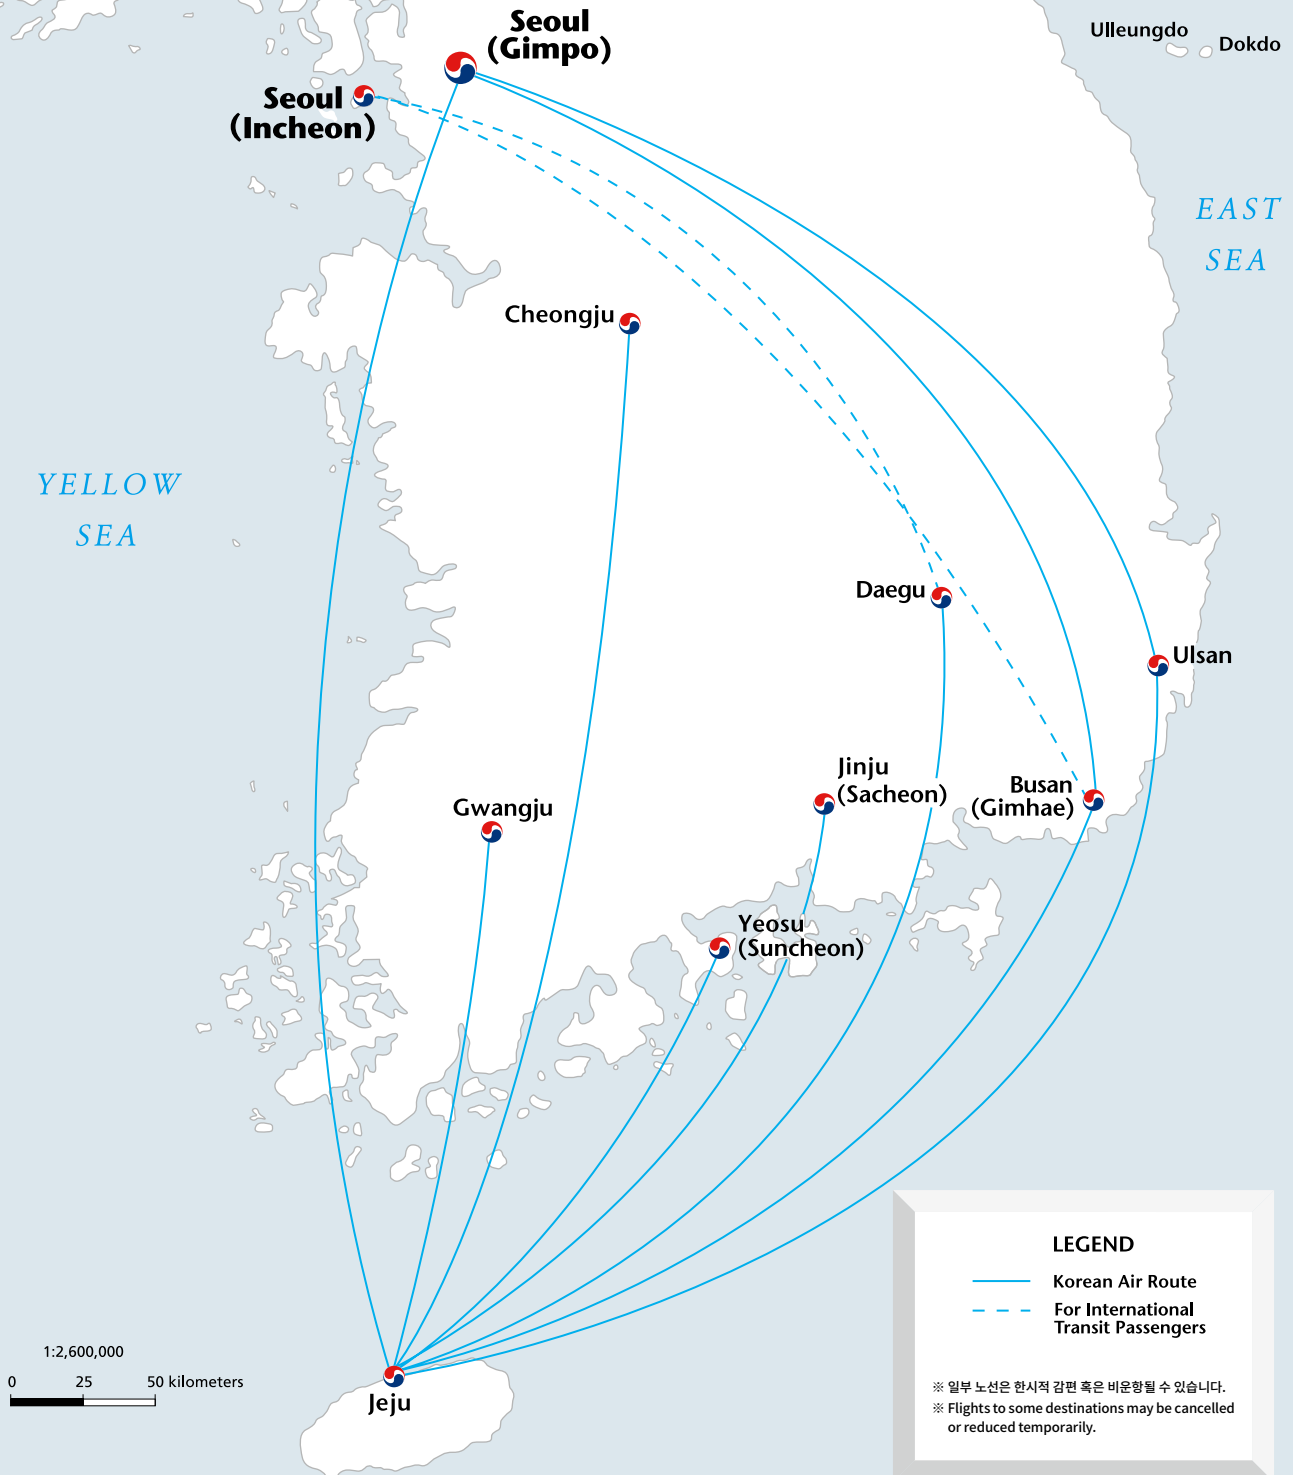 Seoul
(Gimpo)
Ulleungdo
Dokdo
Seoul
(Incheon)
EAST
SEA
Cheongju
YELLOW
SEA
Daegu
Ulsan
Jinju
(Sacheon)
Busan
(Gimhae)
Gwangju
Yeosu
(Suncheon)
LEGEND
Korean Air Route
For International
Transit Passengers
※ 일부 노선은 한시적 감편 혹은 비운항될 수 있습니다.
※ Flights to some destinations may be cancelled
or reduced temporarily.
1:2,600,000
0 25 50 kilometers
Jeju